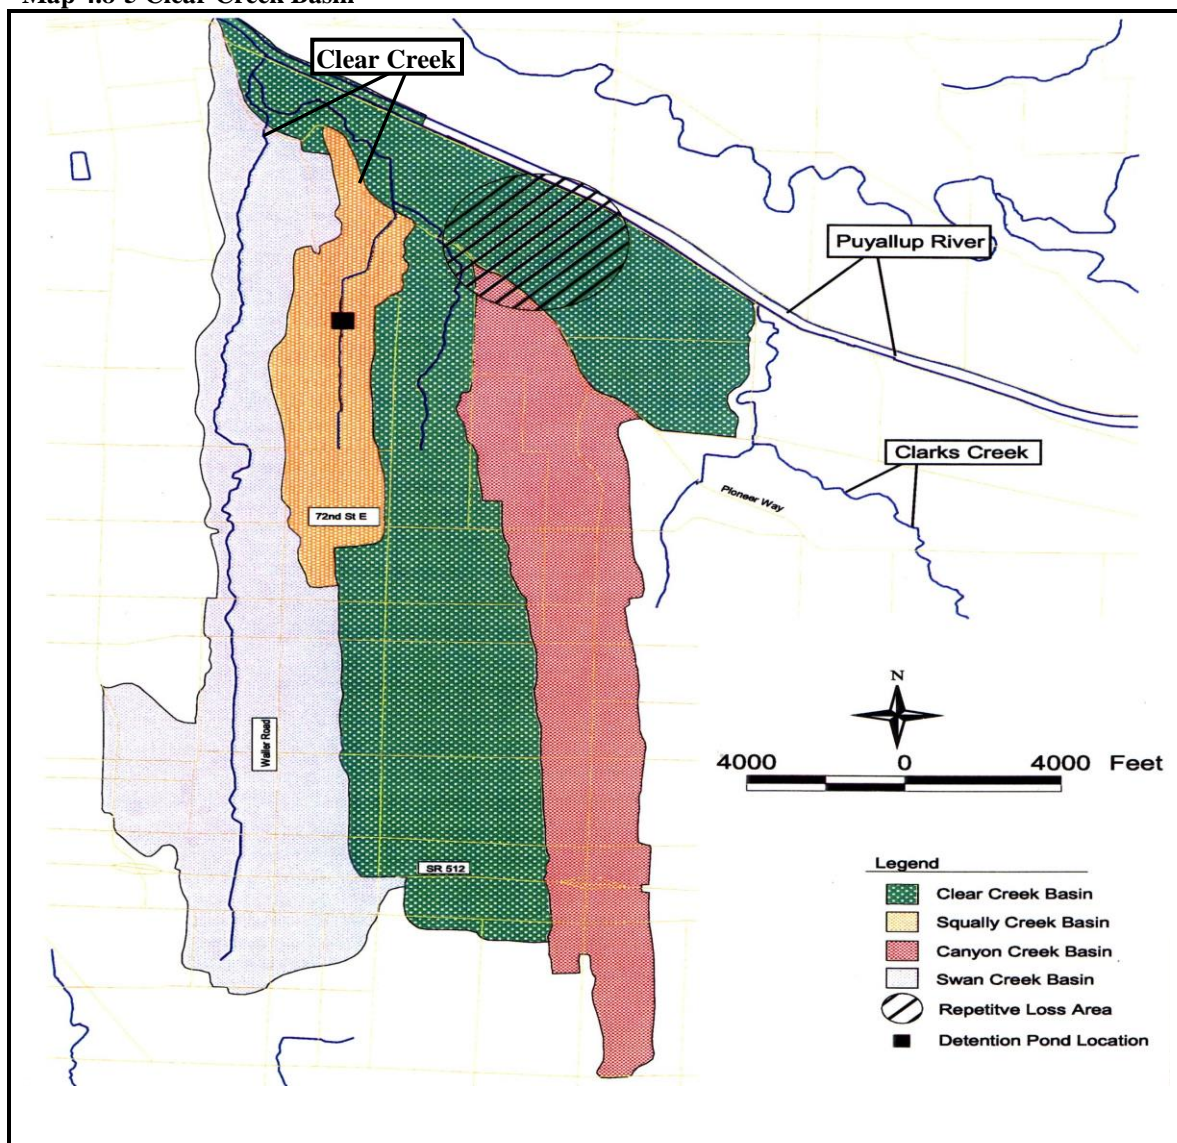 Map 4.8-5 Clear Creek Basin
Clear Creek
Puyallup River
Clarks Creek
Pioneer Way
72nd St E
Waller Road
SR 512
N
4000 0 4000 Feet
Legend
Clear Creek Basin
Squally Creek Basin
Canyon Creek Basin
Swan Creek Basin
Repetitve Loss Area
Detention Pond Location